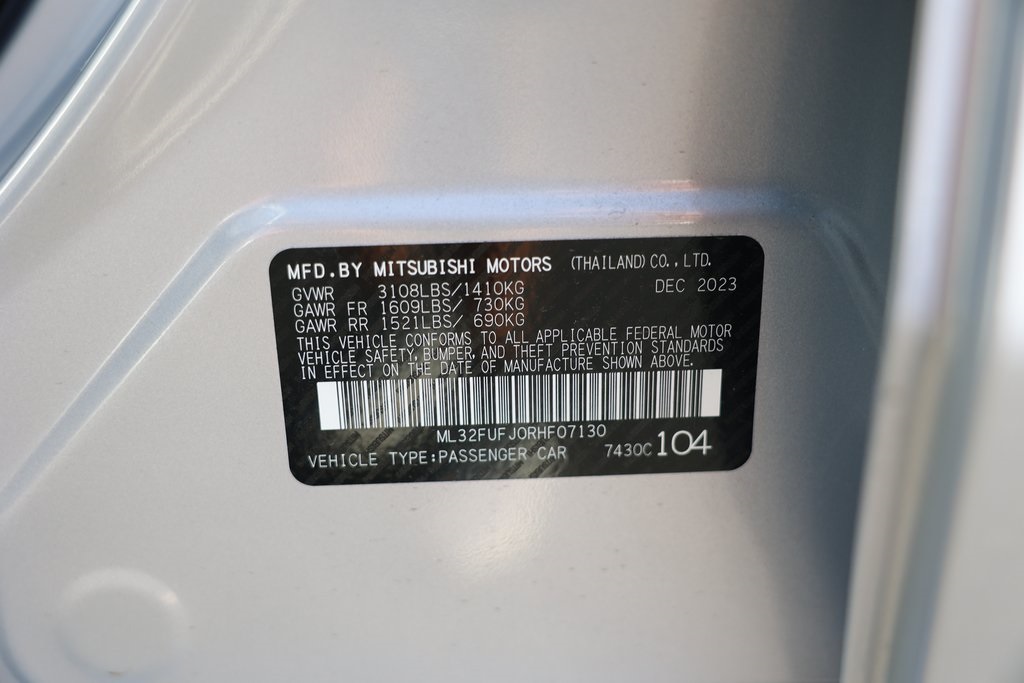 MFD.BY MITSUBISHI MOTORS (THAILAND) CO., LTD.
GVWR 3108LBS/1410KG DEC 2023
GAWR FR 1609LBS/ 730KG
GAWR RR 1521LBS/ 690KG
THIS VEHICLE CONFORMS TO ALL APPLICABLE FEDERAL MOTOR
VEHICLE SAFETY, BUMPER, AND THEFT PREVENTION STANDARDS
IN EFFECT ON THE DATE OF MANUFACTURE SHOWN ABOVE.
ML32FUFJ0RHF07130
VEHICLE TYPE:PASSENGER CAR 7430C 104